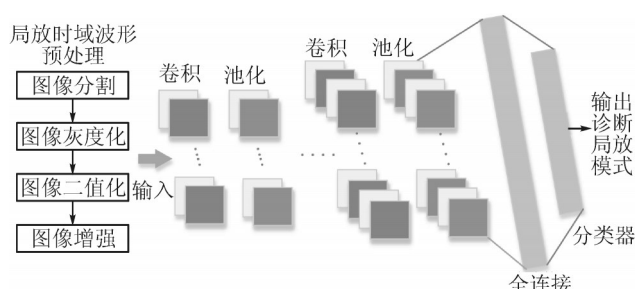 局放时域波形
预处理
图像分割
图像灰度化
图像二值化
图像增强
输入
卷积
池化
卷积
池化
全连接
分类器
输出
诊断
局放
模式